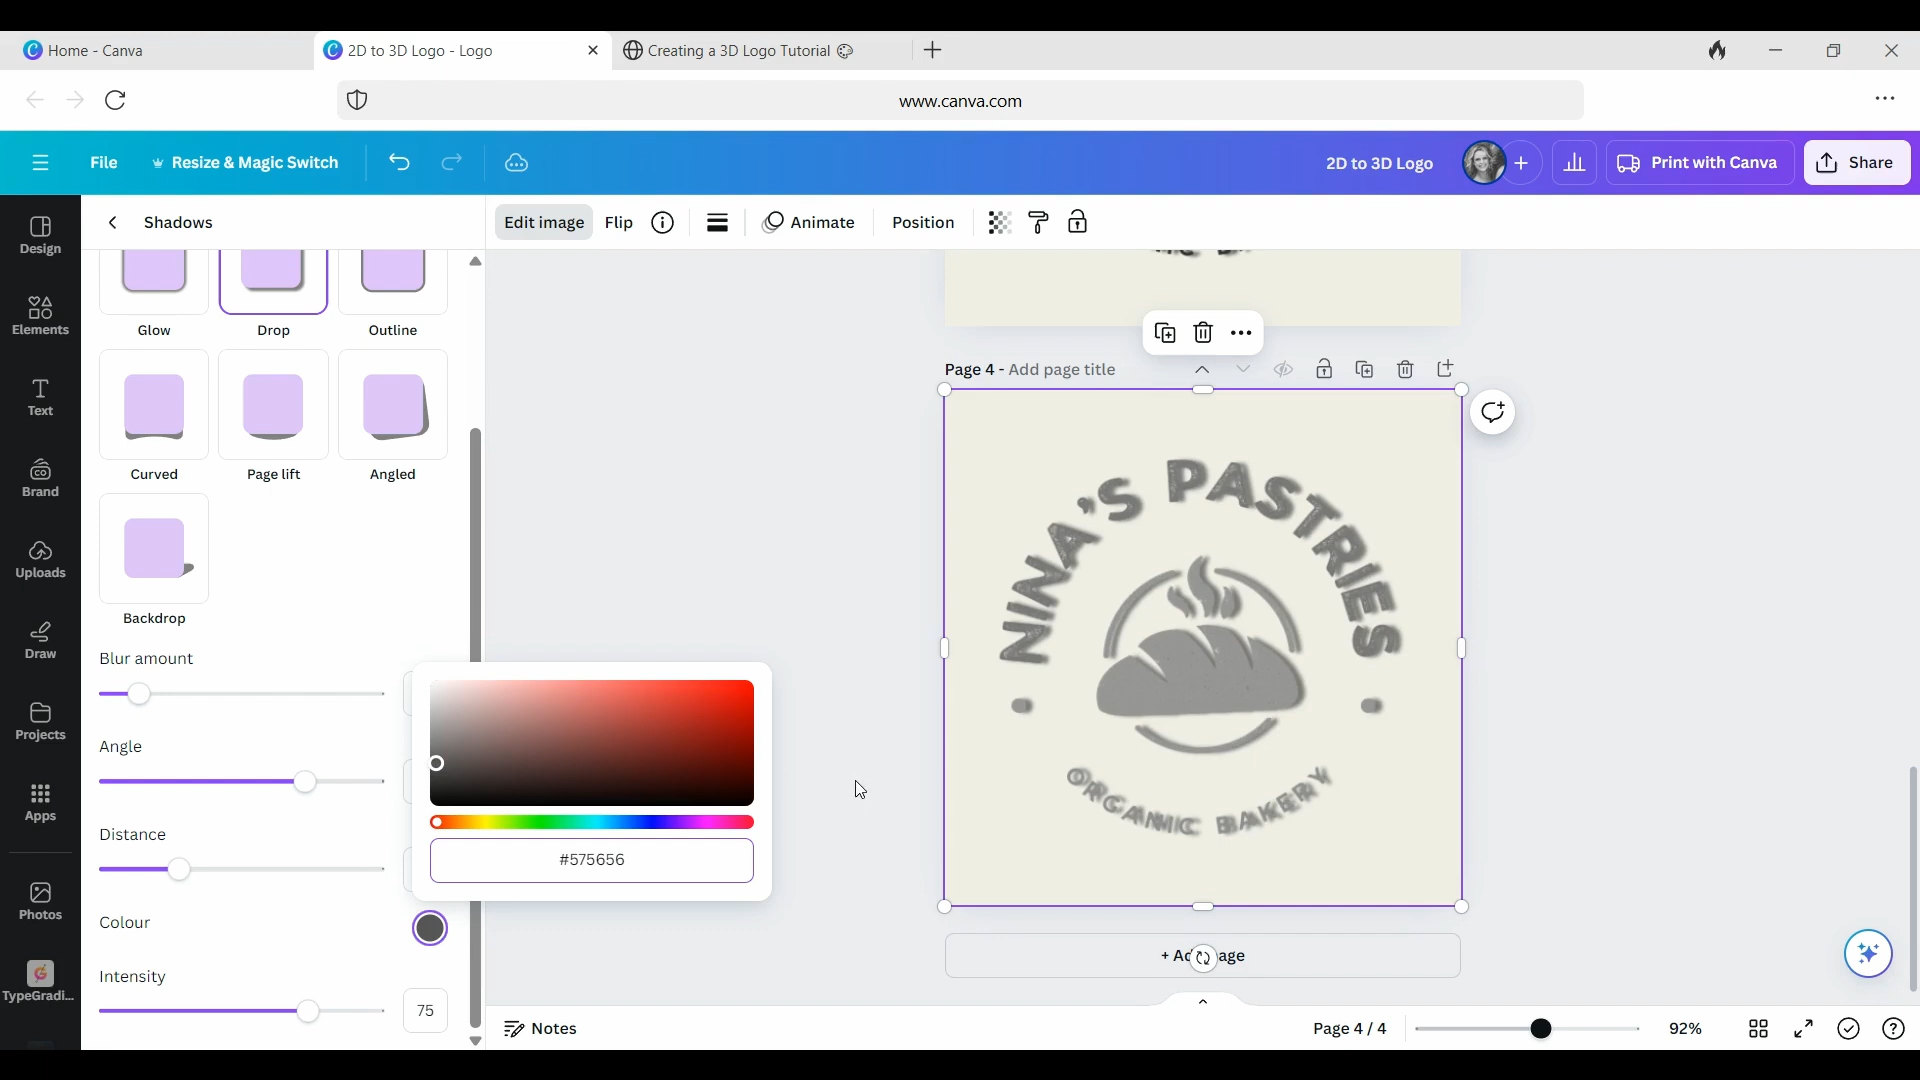 Home - Canva
2D to 3D Logo - Logo
Creating a 3D Logo Tutorial
www.canva.com
File
Resize & Magic Switch
2D to 3D Logo
Print with Canva
Share
Design
Elements
Text
Brand
Uploads
Draw
Projects
Apps
Photos
TypeGradi...
Shadows
Glow
Drop
Outline
Curved
Page lift
Angled
Backdrop
Blur amount
Angle
Distance
Colour
Intensity
75
#575656
Edit image
Flip
Animate
Position
Page 4 - Add page title
NINA'S PASTRIES
ORGANIC BAKERY
Notes
Page 4 / 4
92%